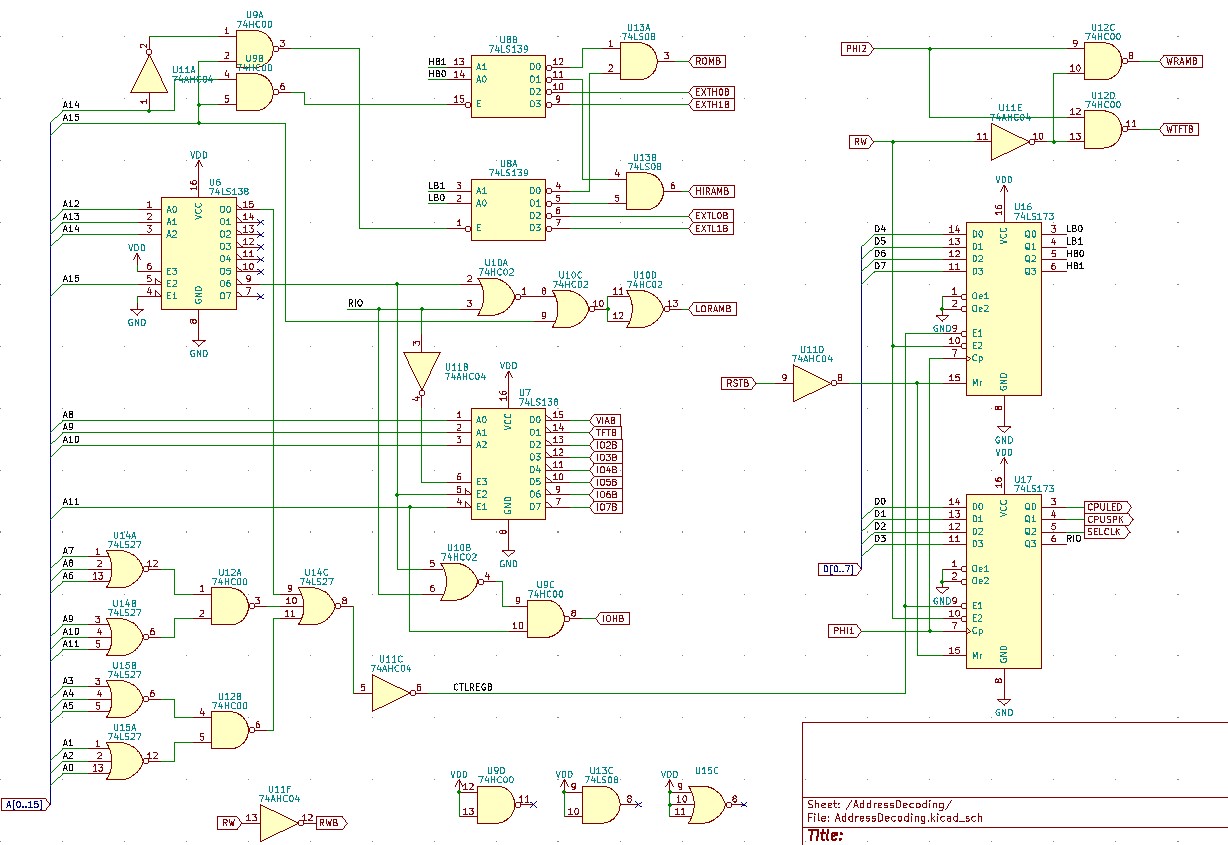 U9A
74HC00
U9B
74HC00
U11A
74AHC04
1
2
3
4
5
6
1
2
A14
A15
U8B
74LS139
HB1 13 A1
HB0 14 A0
15 E
D0 12
D1 11
D2 10
D3 9
U13A
74LS08
1
2
3
ROMB
EXTH0B
EXTH1B
U8A
74LS139
LB1 3 A1
LB0 2 A0
1 E
D0 4
D1 5
D2 6
D3 7
U13B
74LS08
4
5
6
HIRAMB
EXTL0B
EXTL1B
PHI2
U12C
74HC00
9
10
8
WRAMB
U12D
74HC00
12
13
11
WTFTB
RW
U11E
74AHC04
11
10
VDD
U6
74LS138
16
VCC
A12 1 A0
A13 2 A1
A14 3 A2
VDD
6 E3
A15 5 E2
4 E1
GND
O0 15
O1 14
O2 13
O3 12
O4 11
O5 10
O6 9
O7 7
GND
8
GND
U10A
74HC02
2
3
1
U10C
74HC02
8
9
10
U10D
74HC02
11
12
13
LORAMB
RIO
U11B
74AHC04
3
4
VDD
U7
74LS138
16
VCC
A8 1 A0
A9 2 A1
A10 3 A2
6 E3
5 E2
A11 4 E1
O0 15 VIAB
O1 14 TFTB
O2 13 IO2B
O3 12 IO3B
O4 11 IO4B
O5 10 IO5B
O6 9 IO6B
O7 7 IO7B
GND
8
GND
RSTB
U11D
74AHC04
9
8
VDD
U16
74LS173
16
VCC
D4 14 D0
D5 13 D1
D6 12 D2
D7 11 D3
Q0 3 LB0
Q1 4 LB1
Q2 5 HB0
Q3 6 HB1
1 Oe1
2 Oe2
GND
9 E1
10 E2
7 Cp
15 Mr
GND
8
GND
VDD
U17
74LS173
16
VCC
D0 14 D0
D1 13 D1
D2 12 D2
D3 11 D3
Q0 3 CPULED
Q1 4 CPUSPK
Q2 5 SELCLK
Q3 6 RIO
D[0..7]
1 Oe1
2 Oe2
GND
9 E1
10 E2
PHI1
7 Cp
15 Mr
GND
8
GND
U14A
74LS27
A7 1
A8 2
A6 13
12
U14B
74LS27
A9 3
A10 4
A11 5
6
U12A
74HC00
1
2
3
U14C
74LS27
9
10
11
8
U10B
74HC02
5
6
4
U9C
74HC00
9
10
8
IOHB
U15B
74LS27
A3 3
A4 4
A5 5
6
U15A
74LS27
A1 1
A2 2
A0 13
12
U12B
74HC00
4
5
6
U11C
74AHC04
5
6
CTLREGB
A[0..15]
U11F
74AHC04
RW 13
12 RWB
VDD
U9D
74HC00
12
13
11
VDD
U13C
74LS08
9
10
8
VDD
U15C
9
10
11
8
Sheet: /AddressDecoding/
File: AddressDecoding.kicad_sch
Title: